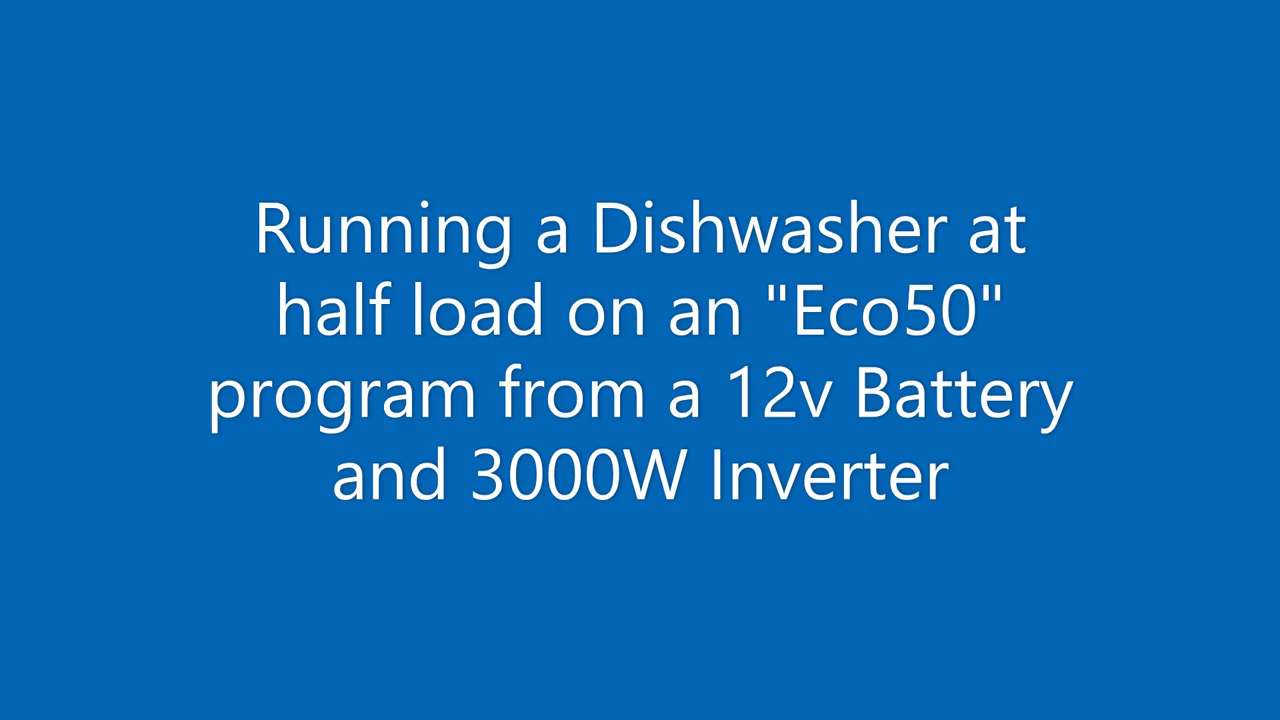 Running a Dishwasher at
half load on an "Eco50"
program from a 12v Battery
and 3000W Inverter